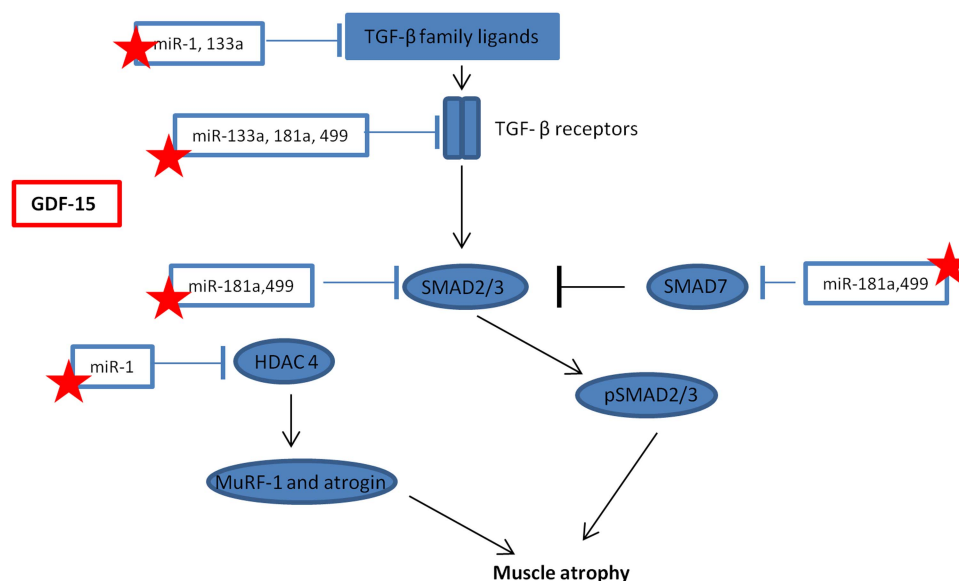 miR-1, 133a
TGF-β family ligands
miR-133a, 181a, 499
TGF- β receptors
GDF-15
miR-181a,499
SMAD2/3
SMAD7
miR-181a,499
miR-1
HDAC 4
pSMAD2/3
MuRF-1 and atrogin
Muscle atrophy